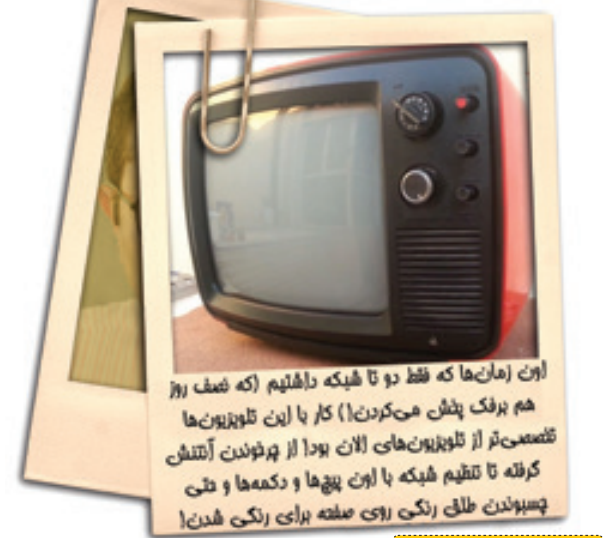 اون زمان‌ها که فقط دو تا شبکه داشتیم (که نصف روز
هم برفک پخش می‌کردن!) کار با این تلویزیون‌ها
تخصصی‌تر از تلویزیون‌های الان بود! از چرخوندن آنتنش
گرفته تا تنظیم شبکه با اون پیچ‌ها و دکمه‌ها و حتی
چسبوندن طلق رنگی روی صفحه برای رنگی شدن!